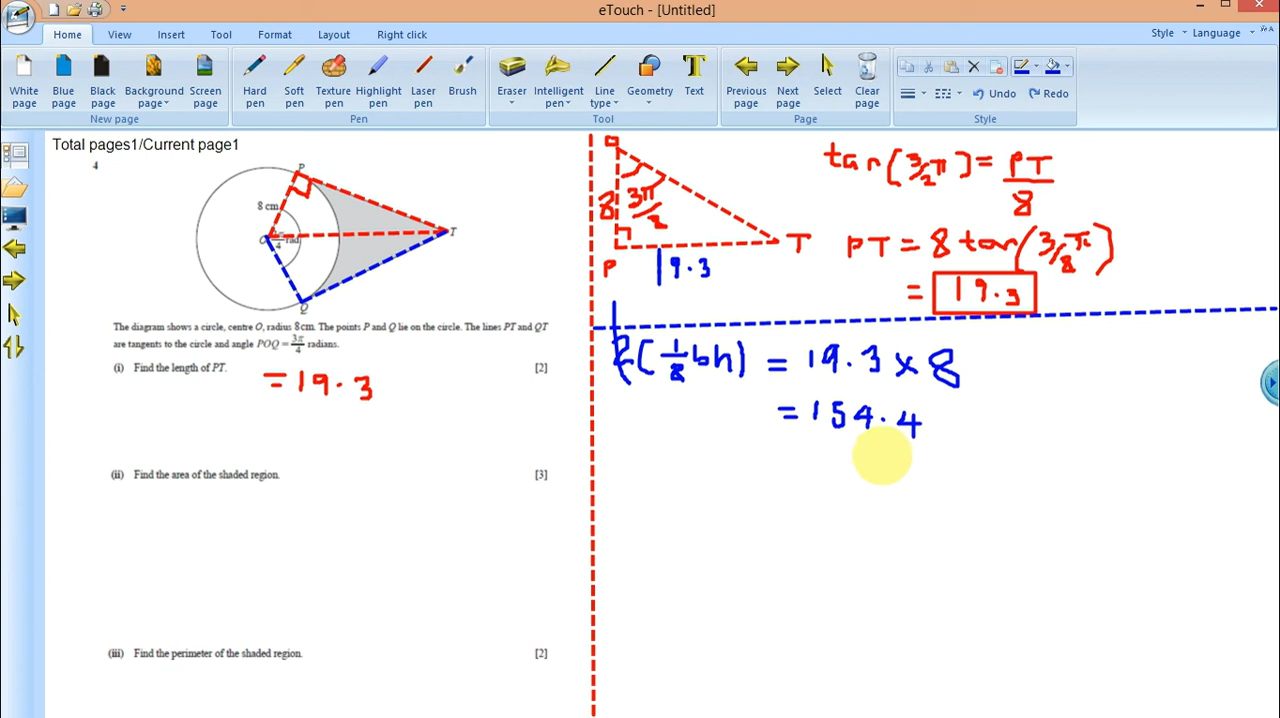 eTouch - [Untitled]
Home View Insert Tool Format Layout Right click
Style Language
White page Blue page Black page Background page Screen page
Hard pen Soft pen Texture pen Highlight pen Laser pen Brush
Eraser Intelligent pen Line type Geometry Text
Previous page Next page Select Clear page
Undo Redo
New page Pen Tool Page Style
Total pages1/Current page1
4
P
8 cm
O
rad
T
Q
The diagram shows a circle, centre O, radius 8 cm. The points P and Q lie on the circle. The lines PT and QT
are tangents to the circle and angle POQ = 3π/4 radians.
(i) Find the length of PT. [2]
= 19.3
(ii) Find the area of the shaded region. [3]
(iii) Find the perimeter of the shaded region. [2]
8
3π/2
P
T
19.3
tan(3/2π) = PT/8
PT = 8 tan(3/8π)
= 19.3
2(1/2bh) = 19.3 x 8
= 154.4